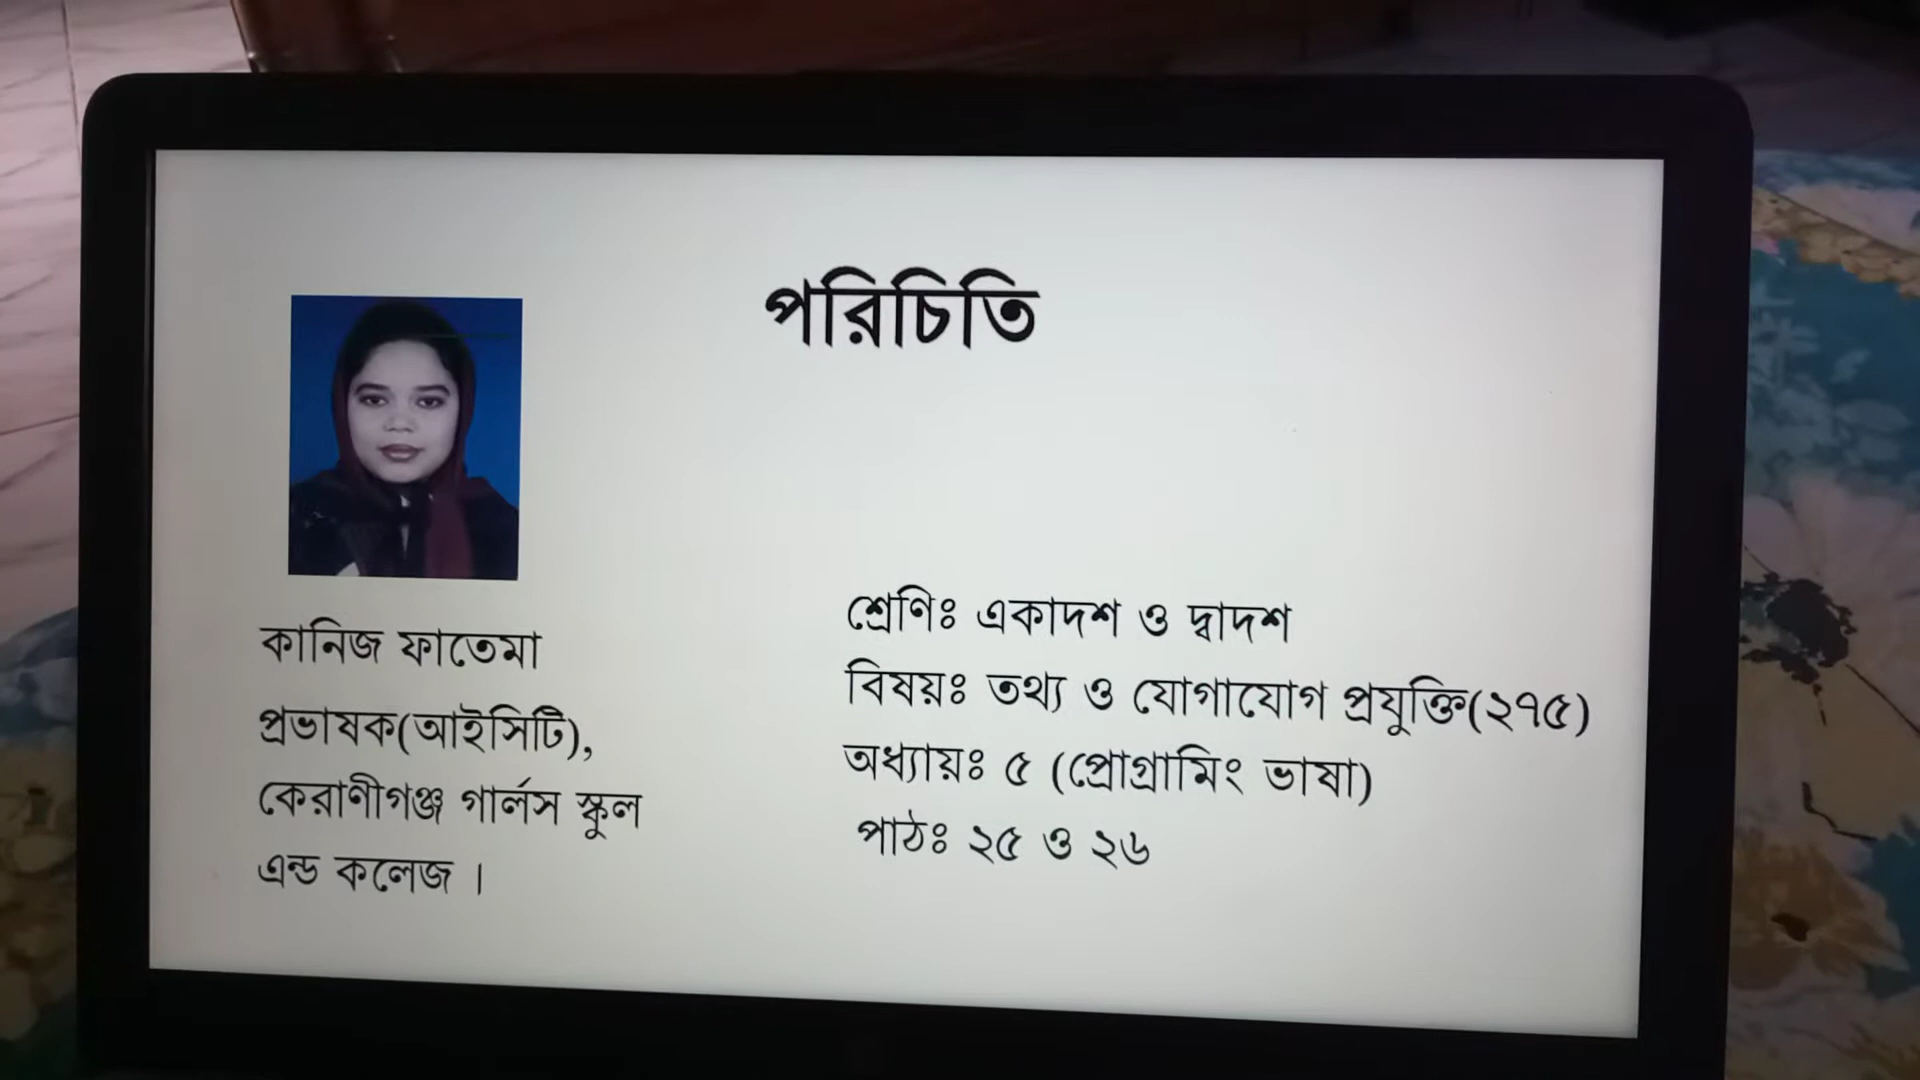 পরিচিতি
কানিজ ফাতেমা
প্রভাষক(আইসিটি),
কেরাণীগঞ্জ গার্লস স্কুল
এন্ড কলেজ ।
শ্রেণিঃ একাদশ ও দ্বাদশ
বিষয়ঃ তথ্য ও যোগাযোগ প্রযুক্তি(২৭৫)
অধ্যায়ঃ ৫ (প্রোগ্রামিং ভাষা)
পাঠঃ ২৫ ও ২৬